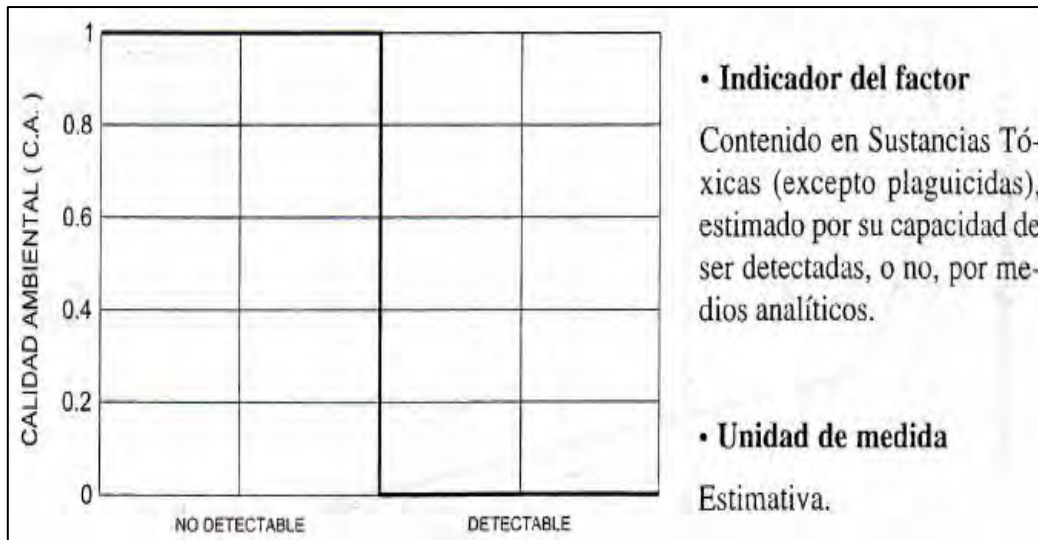 CALIDAD AMBIENTAL ( C.A. )
1
0.8
0.6
0.4
0.2
0
NO DETECTABLE
DETECTABLE
• Indicador del factor
Contenido en Sustancias Tó-
xicas (excepto plaguicidas),
estimado por su capacidad de
ser detectadas, o no, por me-
dios analíticos.
• Unidad de medida
Estimativa.